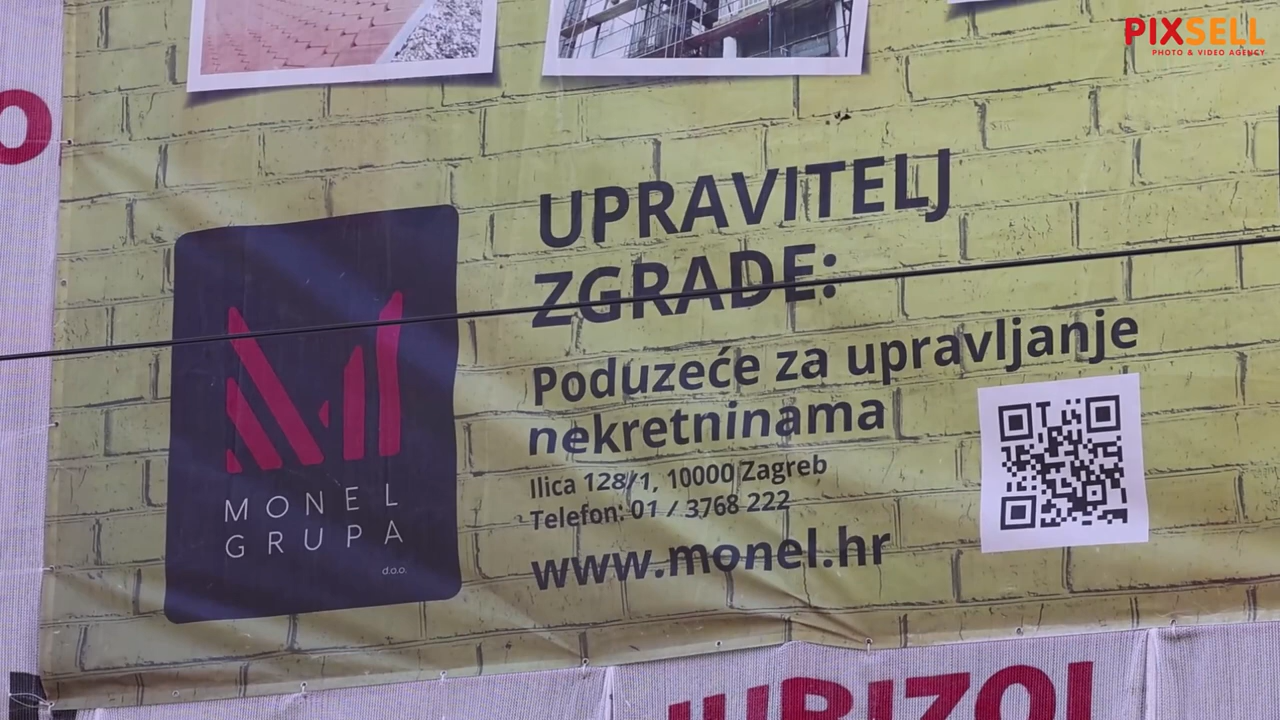 PIXSELL
PHOTO & VIDEO AGENCY
UPRAVITELJ
ZGRADE:
Poduzeće za upravljanje
nekretninama
Ilica 128/1, 10000 Zagreb
Telefon: 01 / 3768 222
www.monel.hr
MONEL
GRUPA
d.o.o.
JUBIZOL